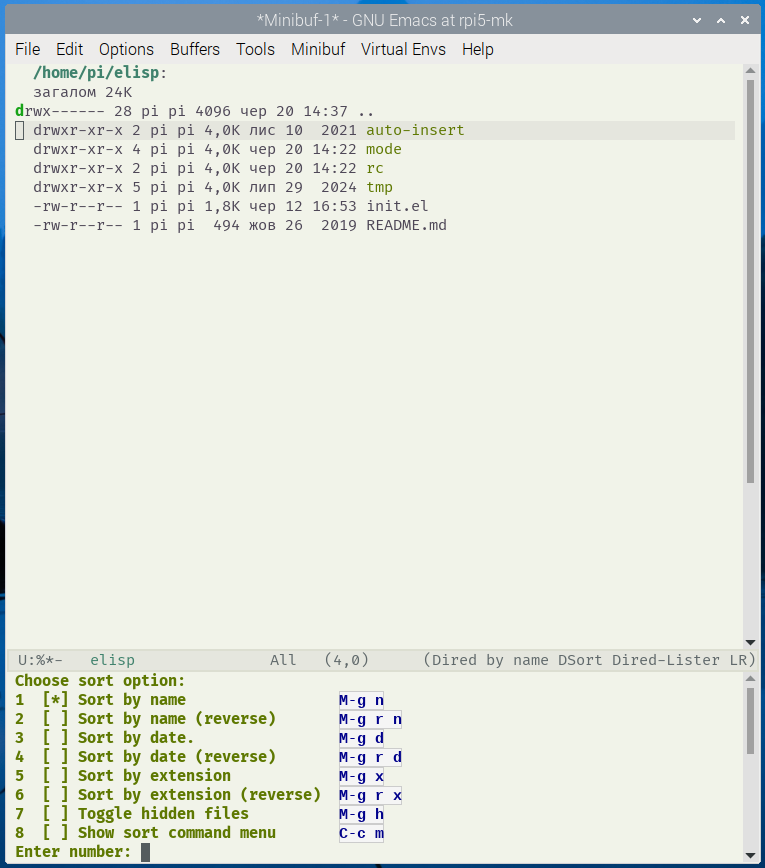 *Minibuf-1* - GNU Emacs at rpi5-mk
File Edit Options Buffers Tools Minibuf Virtual Envs Help
/home/pi/elisp:
загалом 24K
drwx------ 28 pi pi 4096 чер 20 14:37 ..
drwxr-xr-x 2 pi pi 4,0K лис 10  2021 auto-insert
drwxr-xr-x 4 pi pi 4,0K чер 20 14:22 mode
drwxr-xr-x 2 pi pi 4,0K чер 20 14:22 rc
drwxr-xr-x 5 pi pi 4,0K лип 29  2024 tmp
-rw-r--r-- 1 pi pi 1,8K чер 12 16:53 init.el
-rw-r--r-- 1 pi pi  494 жов 26  2019 README.md
U:%*-   elisp               All   (4,0)      (Dired by name DSort Dired-Lister LR)
Choose sort option:
1  [*] Sort by name                 M-g n
2  [ ] Sort by name (reverse)       M-g r n
3  [ ] Sort by date.                M-g d
4  [ ] Sort by date (reverse)       M-g r d
5  [ ] Sort by extension            M-g x
6  [ ] Sort by extension (reverse)  M-g r x
7  [ ] Toggle hidden files          M-g h
8  [ ] Show sort command menu       C-c m
Enter number: